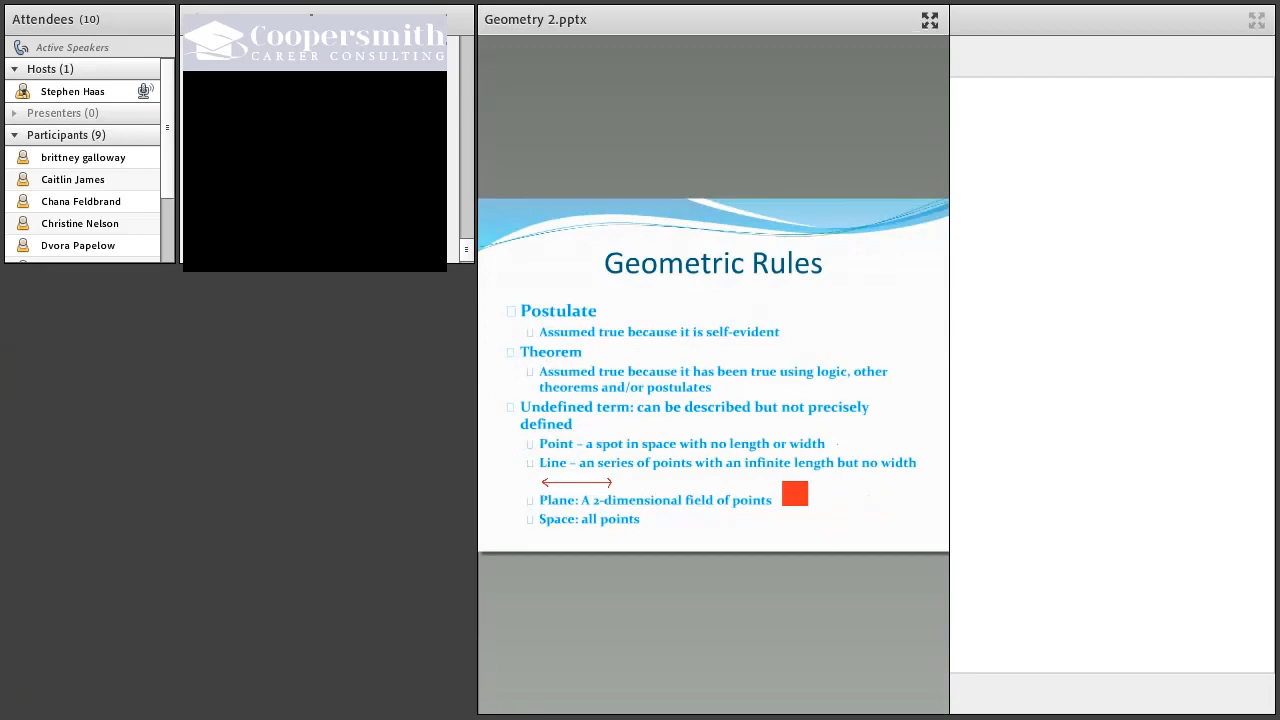 Attendees (10)
Active Speakers
Hosts (1)
Stephen Haas
Presenters (0)
Participants (9)
brittney galloway
Caitlin James
Chana Feldbrand
Christine Nelson
Dvora Papelow
Coopersmith
CAREER CONSULTING
Geometry 2.pptx
Geometric Rules
Postulate
Assumed true because it is self-evident
Theorem
Assumed true because it has been true using logic, other
theorems and/or postulates
Undefined term: can be described but not precisely
defined
Point – a spot in space with no length or width
Line – an series of points with an infinite length but no width
Plane: A 2-dimensional field of points
Space: all points